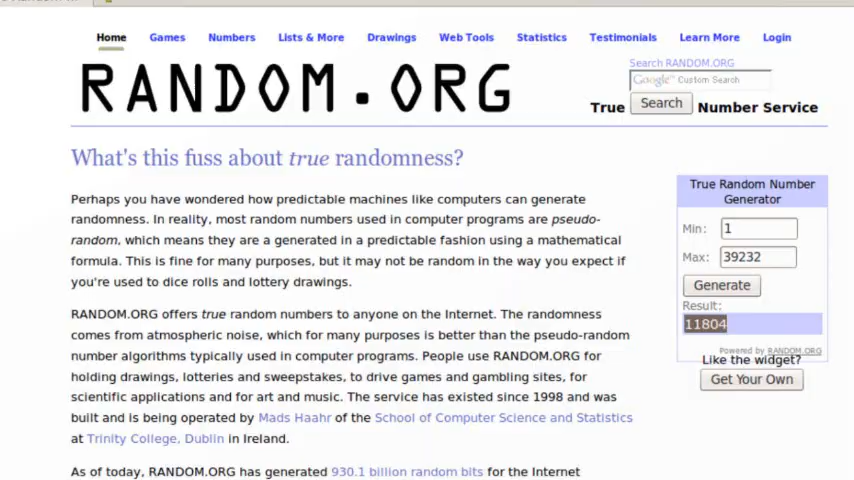 Home Games Numbers Lists & More Drawings Web Tools Statistics Testimonials Learn More Login
Search RANDOM.ORG
Google™ Custom Search
RANDOM.ORG
True Search Number Service
What's this fuss about true randomness?
Perhaps you have wondered how predictable machines like computers can generate
randomness. In reality, most random numbers used in computer programs are pseudo-
random, which means they are a generated in a predictable fashion using a mathematical
formula. This is fine for many purposes, but it may not be random in the way you expect if
you're used to dice rolls and lottery drawings.
RANDOM.ORG offers true random numbers to anyone on the Internet. The randomness
comes from atmospheric noise, which for many purposes is better than the pseudo-random
number algorithms typically used in computer programs. People use RANDOM.ORG for
holding drawings, lotteries and sweepstakes, to drive games and gambling sites, for
scientific applications and for art and music. The service has existed since 1998 and was
built and is being operated by Mads Haahr of the School of Computer Science and Statistics
at Trinity College, Dublin in Ireland.
As of today, RANDOM.ORG has generated 930.1 billion random bits for the Internet
True Random Number
Generator
Min: 1
Max: 39232
Generate
Result:
11804
Powered by RANDOM.ORG
Like the widget?
Get Your Own